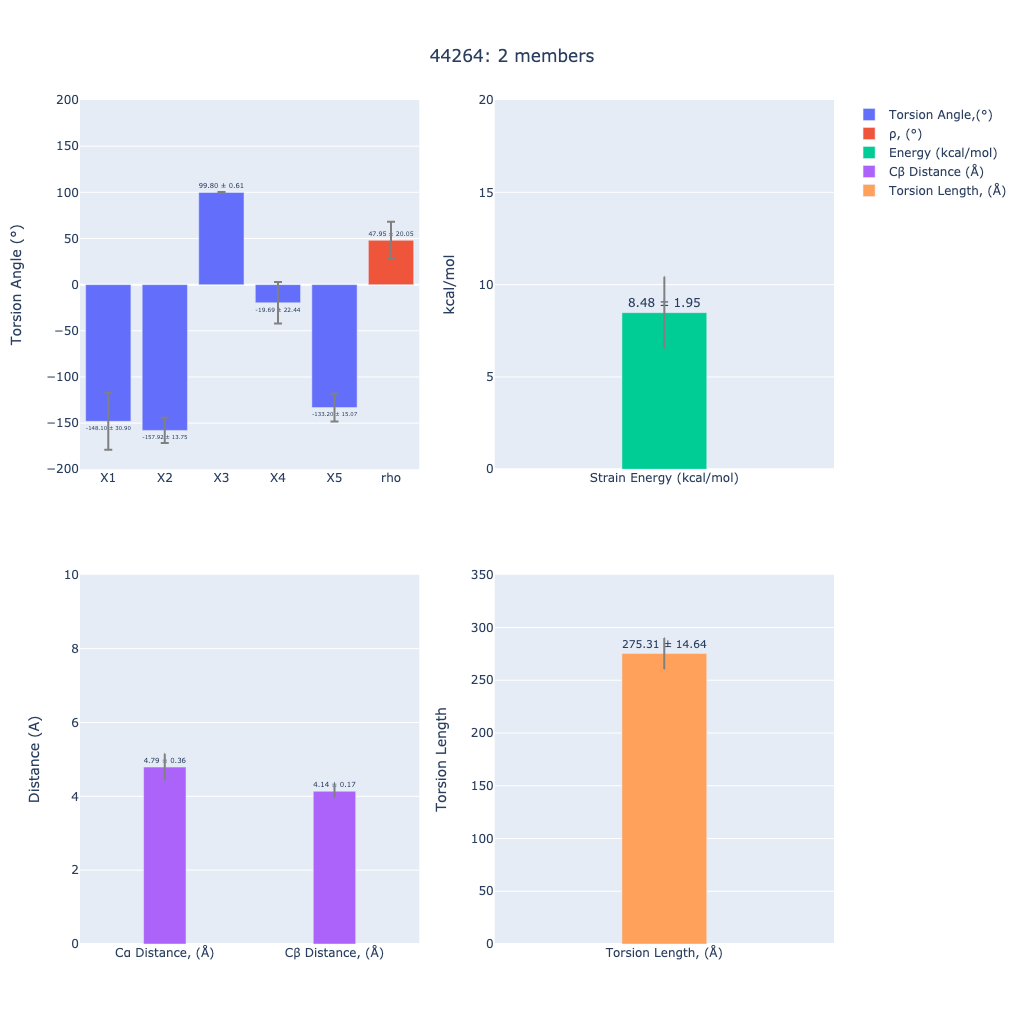 44264: 2 members
Torsion Angle (°)
200
150
100
50
0
−50
−100
−150
−200
-148.10 ± 30.90
-157.92 ± 13.75
99.80 ± 0.61
-19.69 ± 22.44
-133.20 ± 15.07
47.95 ± 20.05
X1 X2 X3 X4 X5 rho
kcal/mol
20
15
10
5
0
8.48 ± 1.95
Strain Energy (kcal/mol)
Torsion Angle,(°)
ρ, (°)
Energy (kcal/mol)
Cβ Distance (Å)
Torsion Length, (Å)
Distance (A)
10
8
6
4
2
0
4.79 ± 0.36
4.14 ± 0.17
Cα Distance, (Å) Cβ Distance, (Å)
Torsion Length
350
300
250
200
150
100
50
0
275.31 ± 14.64
Torsion Length, (Å)